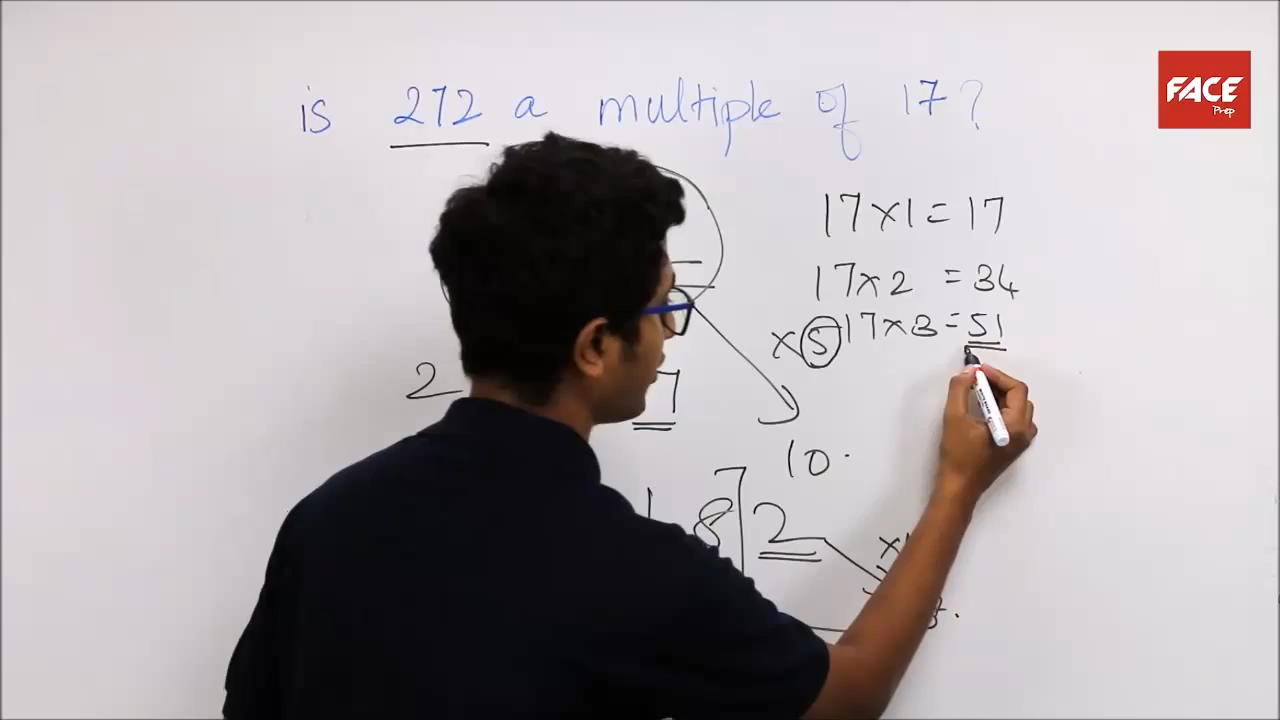 is 272 a multiple of 17?
FACE
Prep
17×1=17
17×2 =34
×5 17×3=51
2 7
10.
8 2